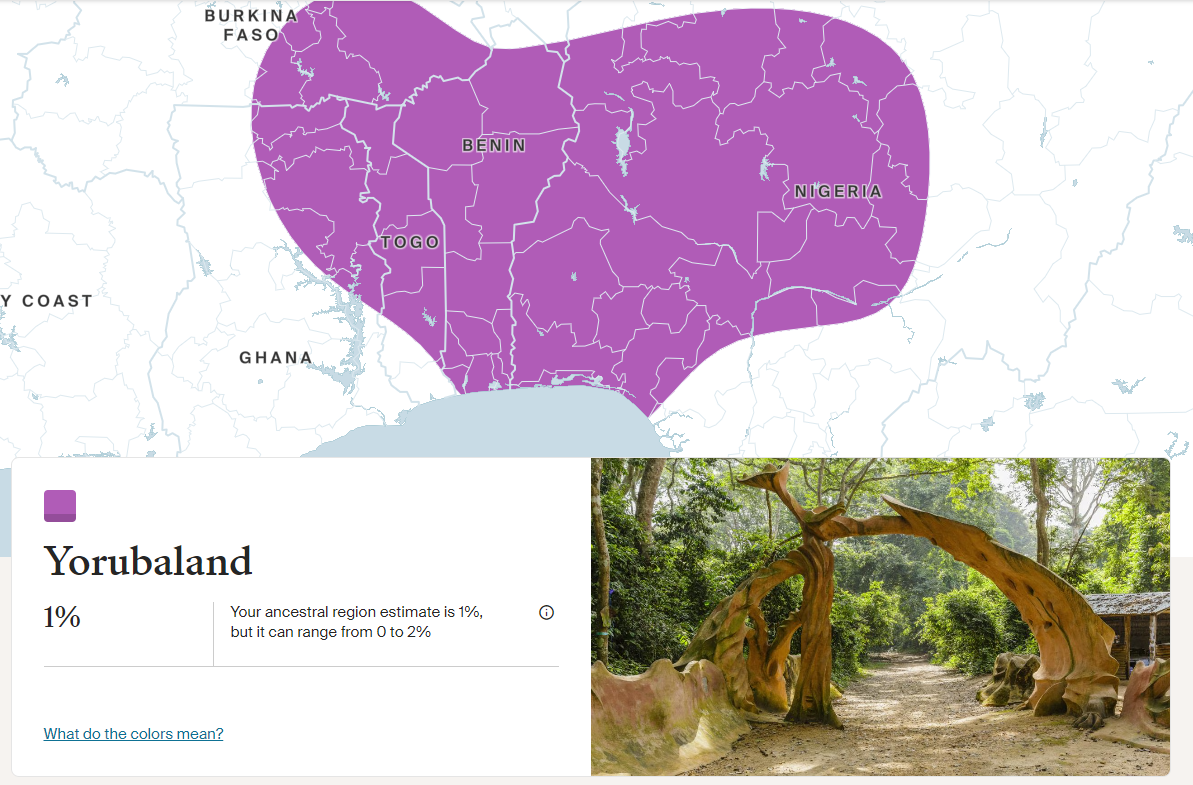 BURKINA
FASO
BENIN
NIGERIA
TOGO
Y COAST
GHANA
Yorubaland
1%
Your ancestral region estimate is 1%,
but it can range from 0 to 2%
What do the colors mean?